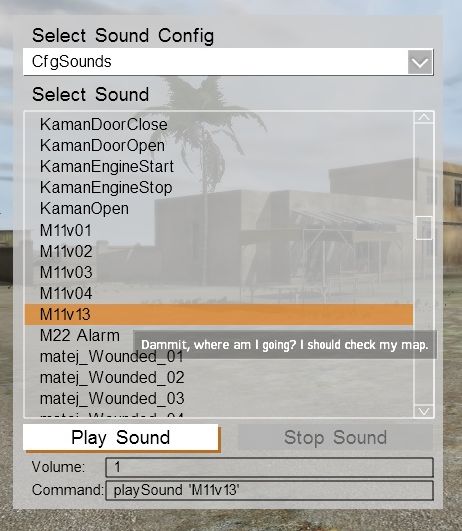 Select Sound Config
CfgSounds
Select Sound
KamanDoorClose
KamanDoorOpen
KamanEngineStart
KamanEngineStop
KamanOpen
M11v01
M11v02
M11v03
M11v04
M11v13
M22 Alarm
Dammit, where am I going? I should check my map.
matej_Wounded_01
matej_Wounded_02
matej_Wounded_03
matej_Wounded_04
Play Sound
Stop Sound
Volume: 1
Command: playSound 'M11v13'